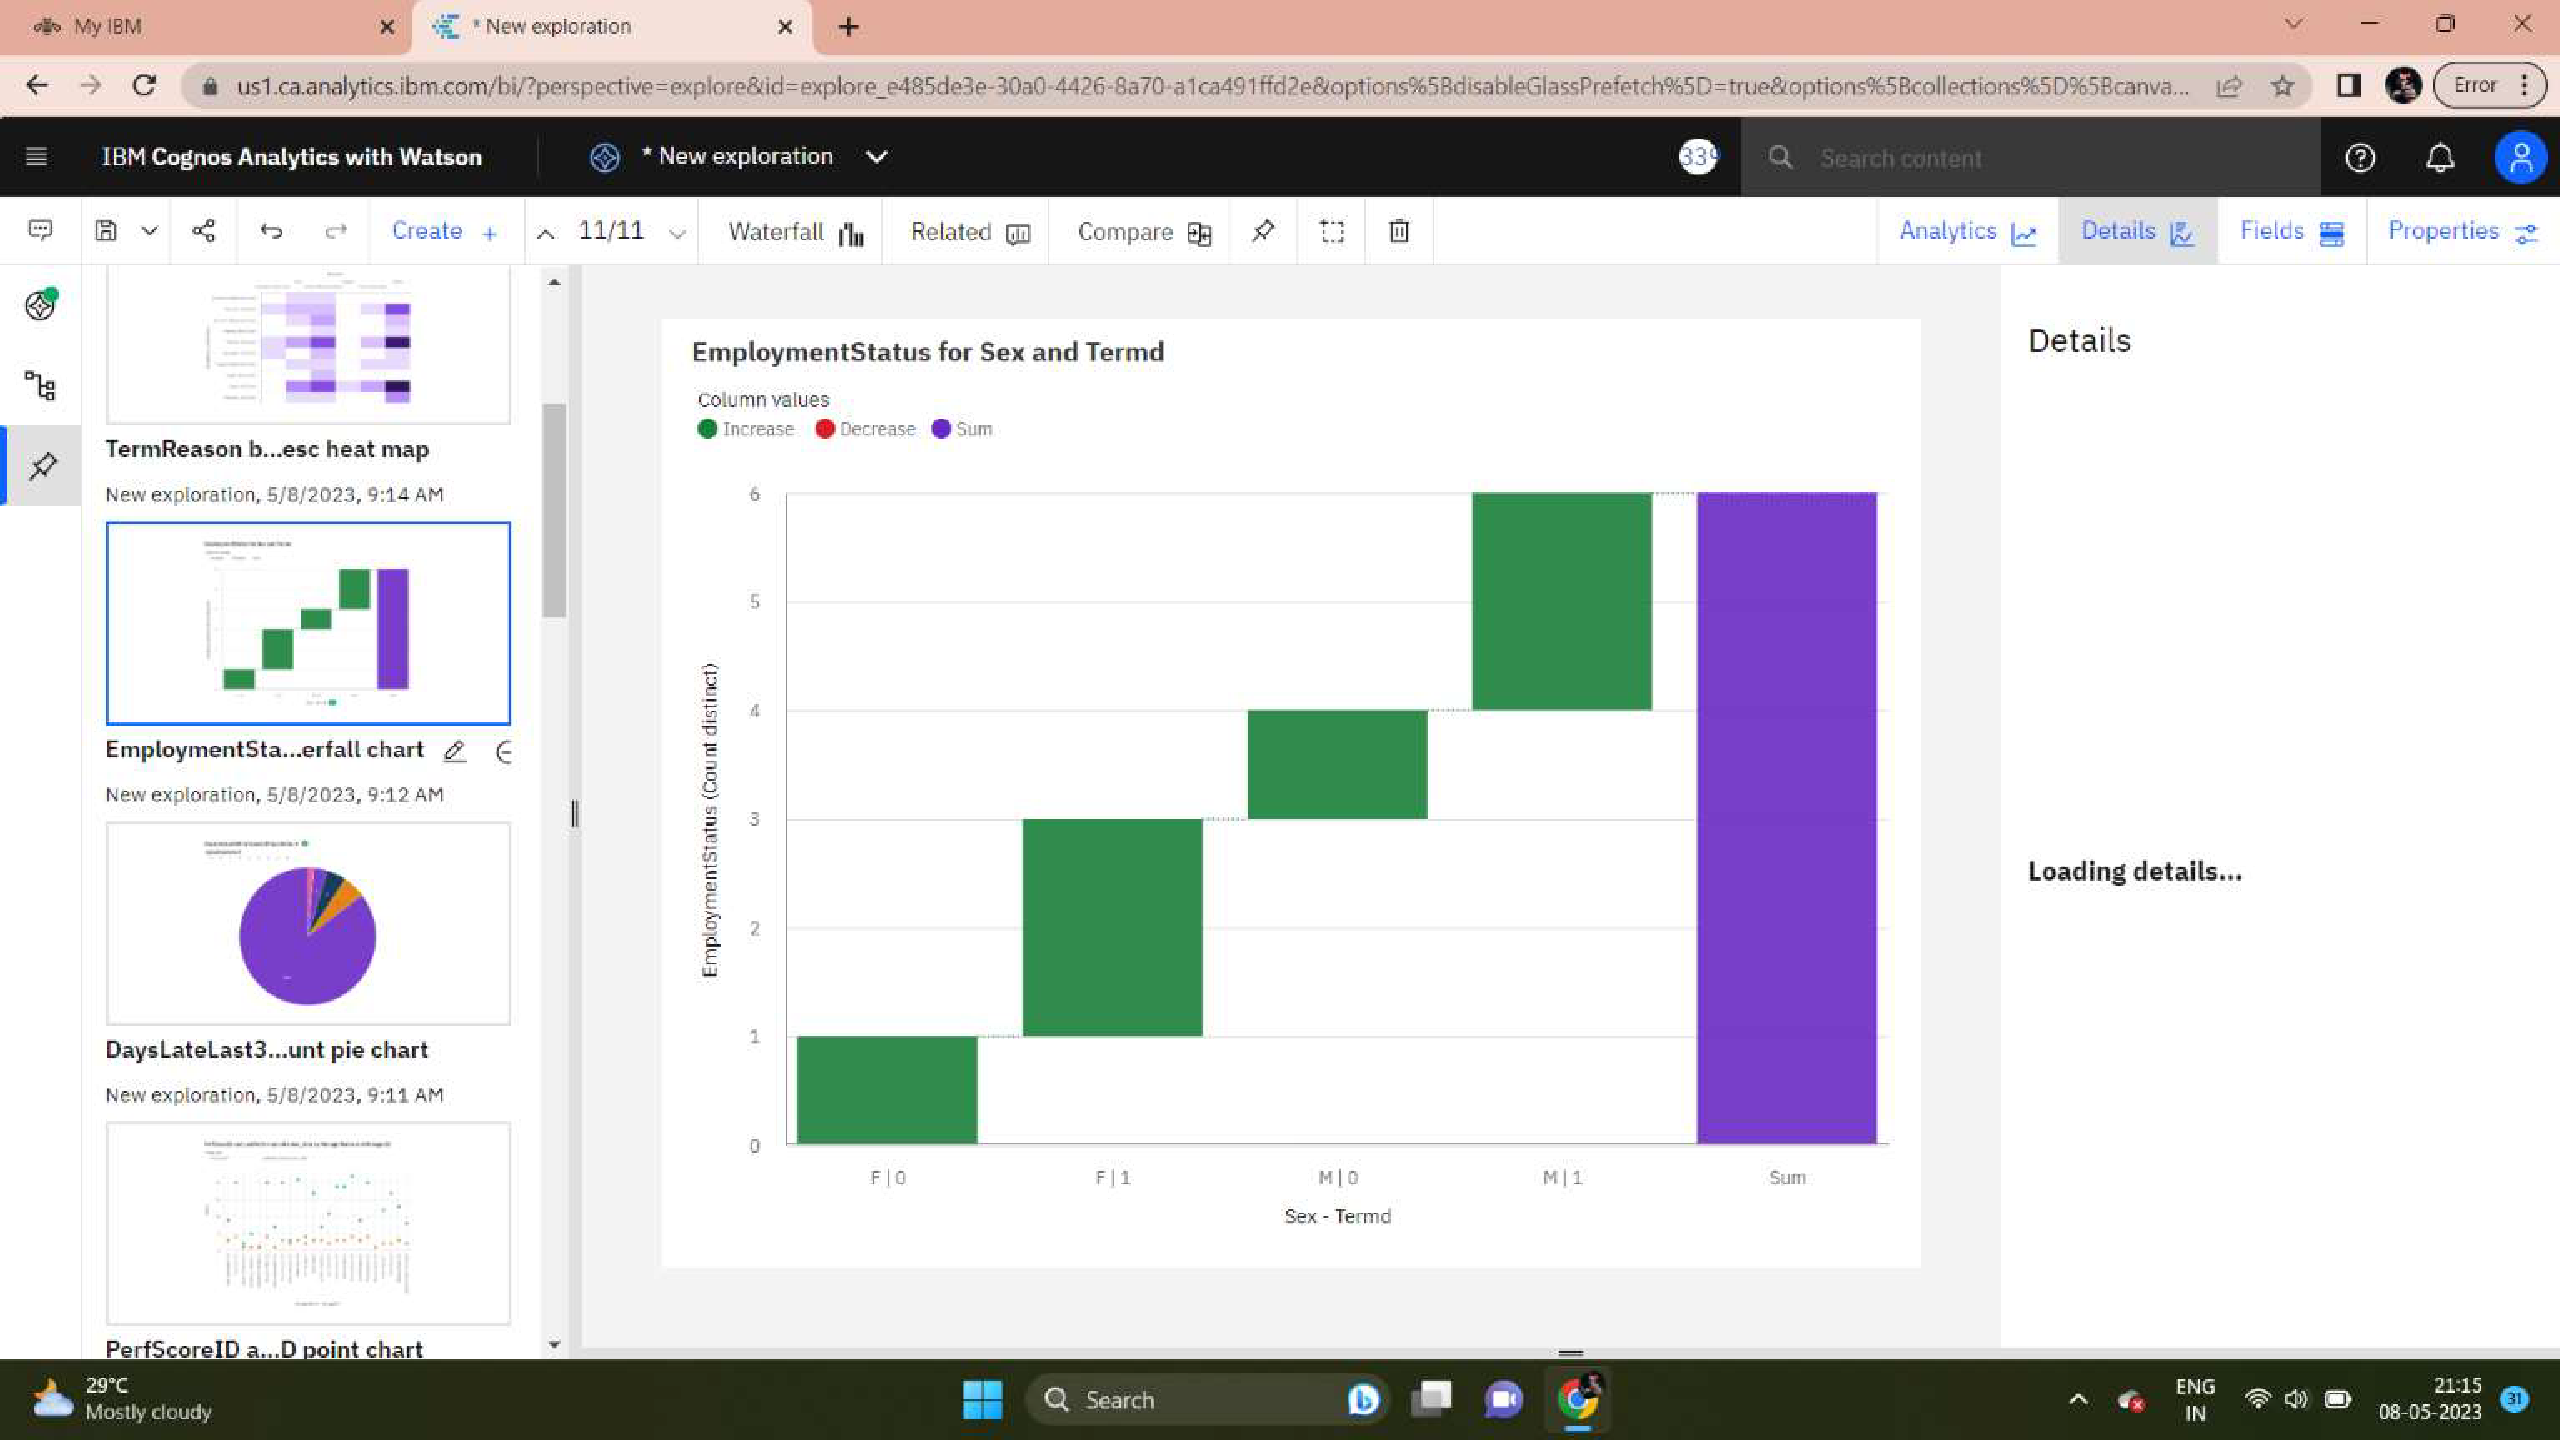 My IBM
* New exploration
us1.ca.analytics.ibm.com/bi/?perspective=explore&id=explore_e485de3e-30a0-4426-8a70-a1ca491ffd2e&options%5BdisableGlassPrefetch%5D=true&options%5Bcollections%5D%5Bcanva...
Error
IBM Cognos Analytics with Watson
* New exploration
Search content
Create
11/11
Waterfall
Related
Compare
Analytics
Details
Fields
Properties
TermReason b...esc heat map
New exploration, 5/8/2023, 9:14 AM
EmploymentSta...erfall chart
New exploration, 5/8/2023, 9:12 AM
DaysLateLast3...unt pie chart
New exploration, 5/8/2023, 9:11 AM
PerfScoreID a...D point chart
EmploymentStatus for Sex and Termd
Column values
Increase Decrease Sum
EmploymentStatus (Count distinct)
6
5
4
3
2
1
0
F | 0 F | 1 M | 0 M | 1 Sum
Sex - Termd
Details
Loading details...
29°C
Mostly cloudy
Search
ENG
IN
21:15
08-05-2023
31